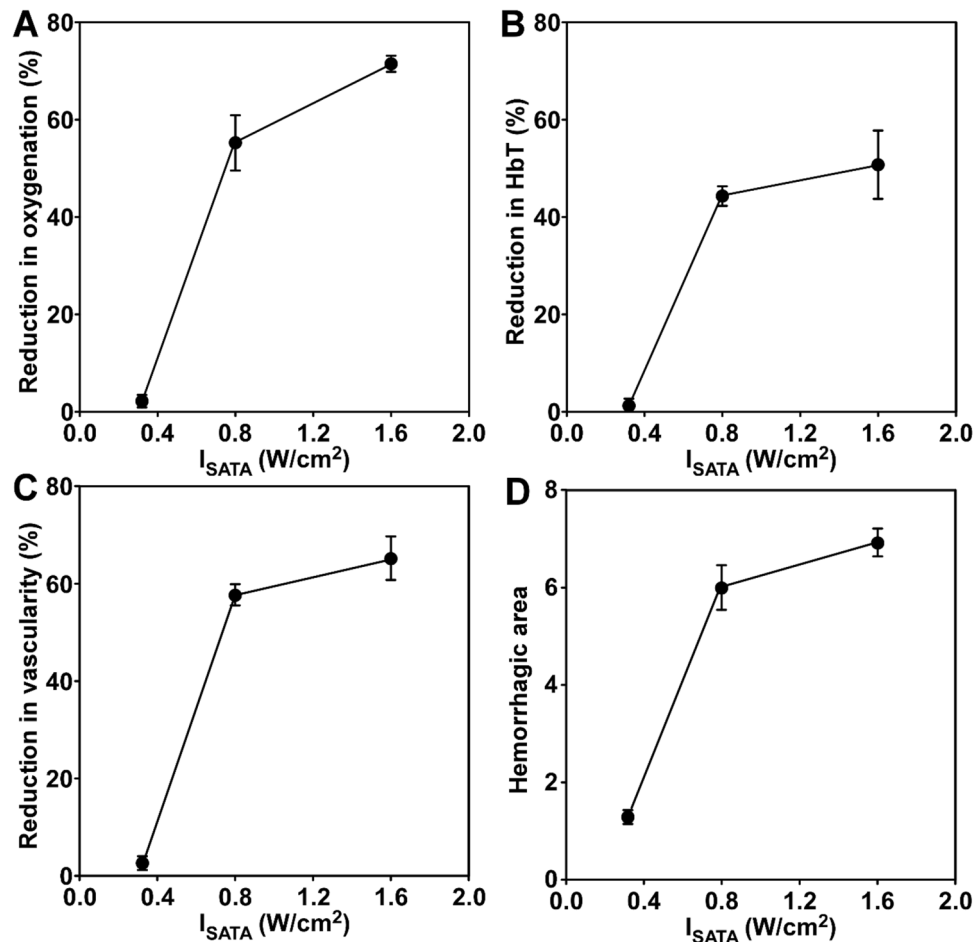 A
Reduction in oxygenation (%)
80
60
40
20
0
0.0 0.4 0.8 1.2 1.6 2.0
I_SATA (W/cm²)
B
Reduction in HbT (%)
80
60
40
20
0
0.0 0.4 0.8 1.2 1.6 2.0
I_SATA (W/cm²)
C
Reduction in vascularity (%)
80
60
40
20
0
0.0 0.4 0.8 1.2 1.6 2.0
I_SATA (W/cm²)
D
Hemorrhagic area
8
6
4
2
0
0.0 0.4 0.8 1.2 1.6 2.0
I_SATA (W/cm²)